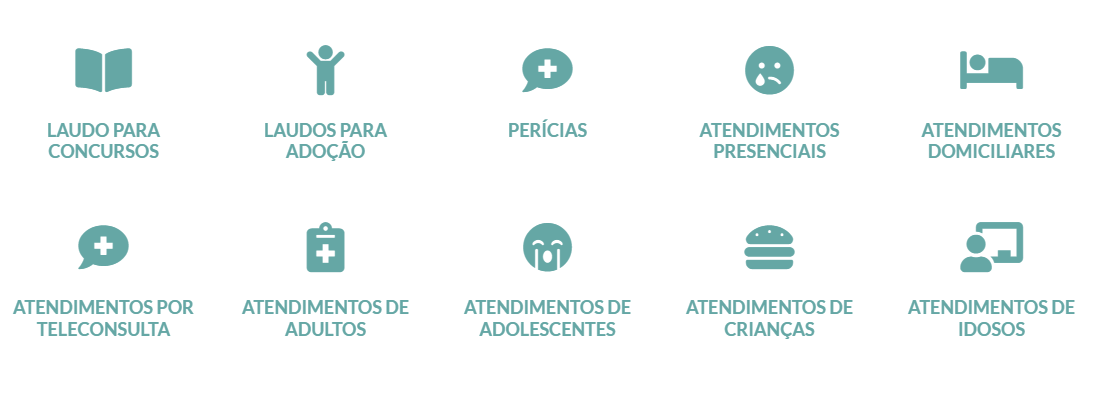 LAUDO PARA
CONCURSOS
LAUDOS PARA
ADOÇÃO
PERÍCIAS
ATENDIMENTOS
PRESENCIAIS
ATENDIMENTOS
DOMICILIARES
ATENDIMENTOS POR
TELECONSULTA
ATENDIMENTOS DE
ADULTOS
ATENDIMENTOS DE
ADOLESCENTES
ATENDIMENTOS DE
CRIANÇAS
ATENDIMENTOS DE
IDOSOS